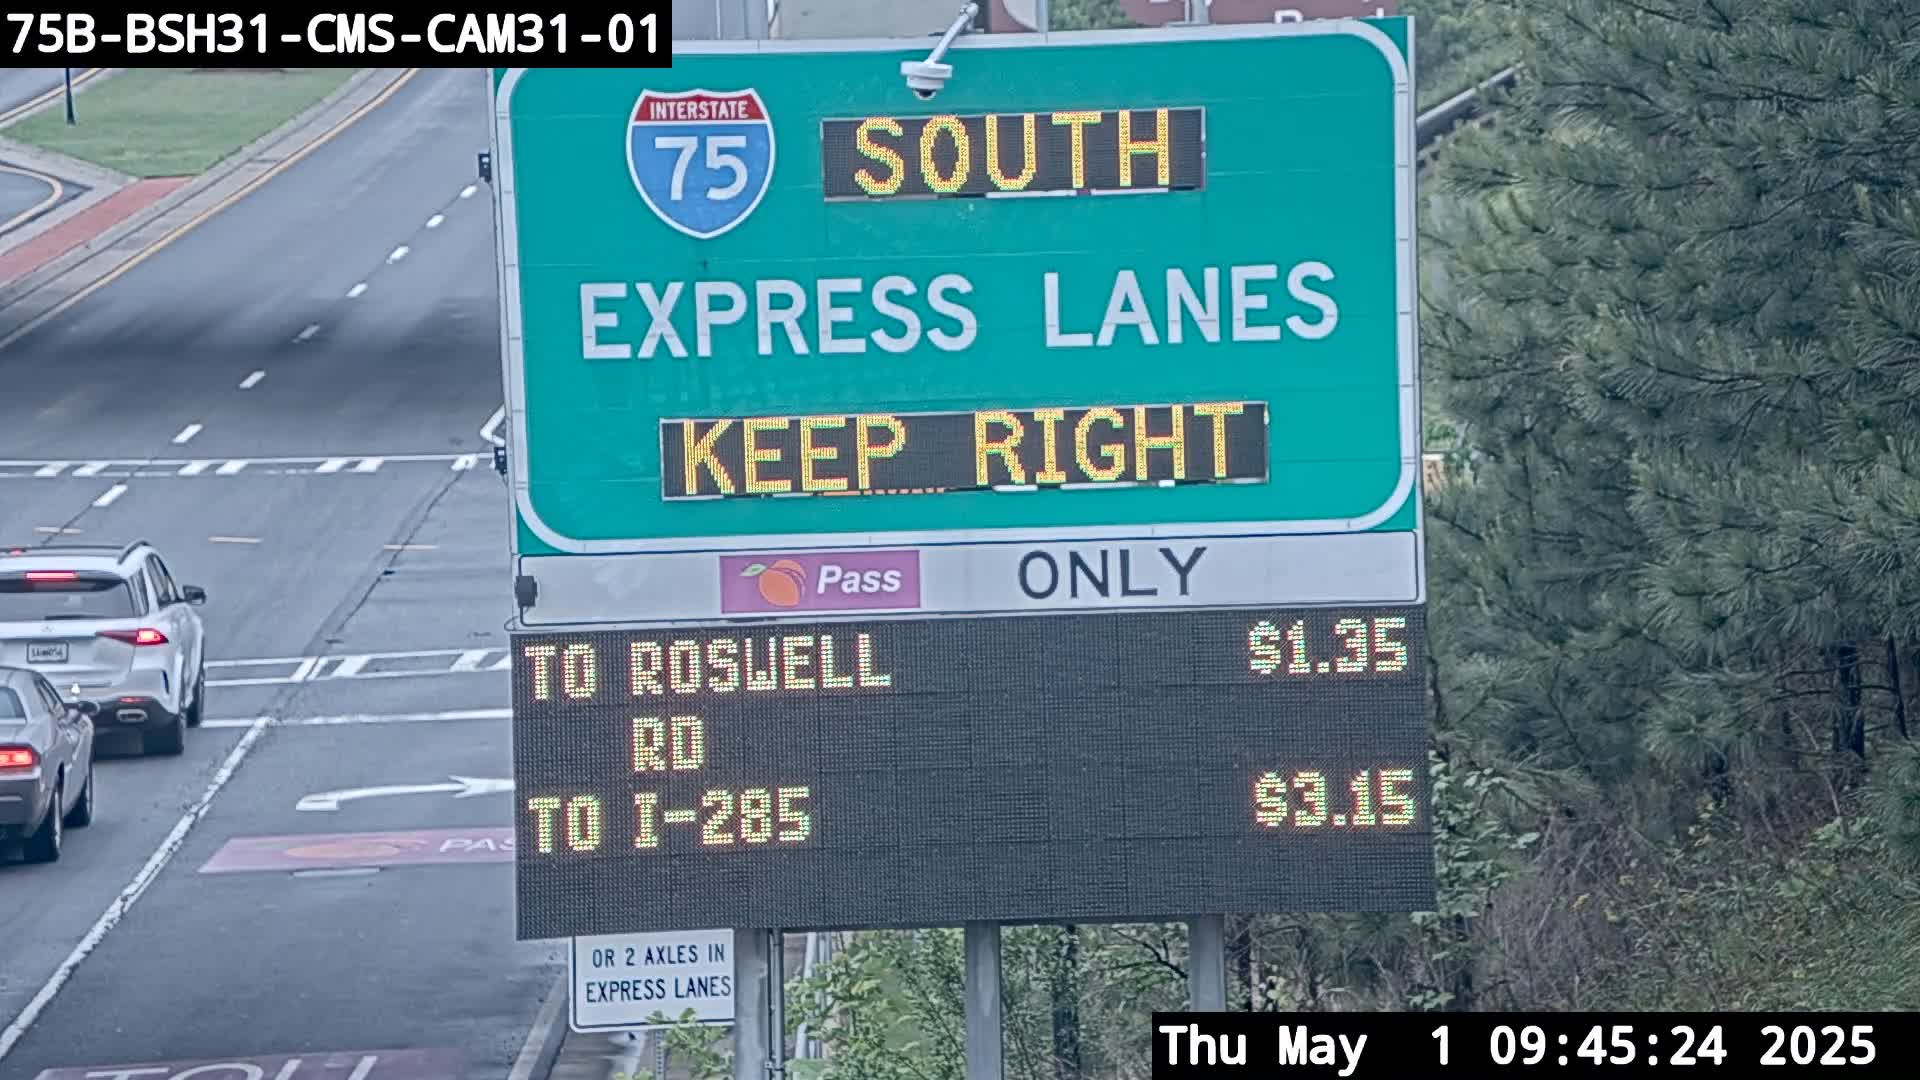 75B-BSH31-CMS-CAM31-01
INTERSTATE
75
SOUTH
EXPRESS LANES
KEEP RIGHT
Pass ONLY
TO ROSWELL $1.35
RD
TO I-285 $3.15
OR 2 AXLES IN
EXPRESS LANES
Thu May 1 09:45:24 2025